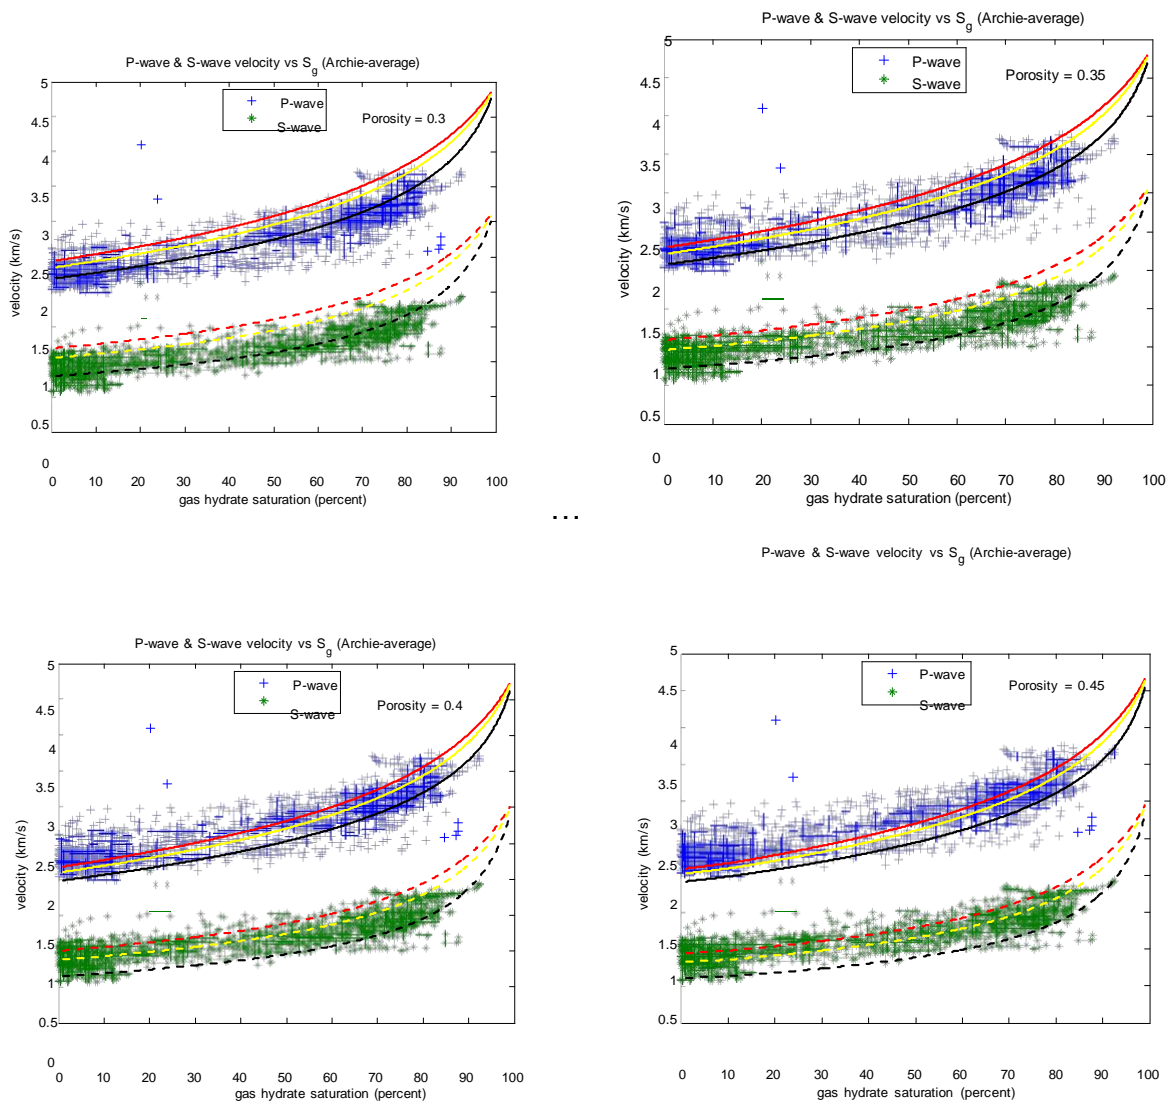 P-wave & S-wave velocity vs Sg (Archie-average)
5
4.5
4
3.5
3
2.5
2
1.5
1
0.5
0
velocity (km/s)
P-wave
S-wave
Porosity = 0.3
0 10 20 30 40 50 60 70 80 90 100
gas hydrate saturation (percent)
P-wave & S-wave velocity vs Sg (Archie-average)
5
4.5
4
3.5
3
2.5
2
1.5
1
0.5
0
velocity (km/s)
P-wave
S-wave
Porosity = 0.35
0 10 20 30 40 50 60 70 80 90 100
gas hydrate saturation (percent)
...
P-wave & S-wave velocity vs Sg (Archie-average)
5
4.5
4
3.5
3
2.5
2
1.5
1
0.5
0
velocity (km/s)
P-wave
S-wave
Porosity = 0.4
0 10 20 30 40 50 60 70 80 90 100
gas hydrate saturation (percent)
P-wave & S-wave velocity vs Sg (Archie-average)
5
4.5
4
3.5
3
2.5
2
1.5
1
0.5
0
velocity (km/s)
P-wave
S-wave
Porosity = 0.45
0 10 20 30 40 50 60 70 80 90 100
gas hydrate saturation (percent)